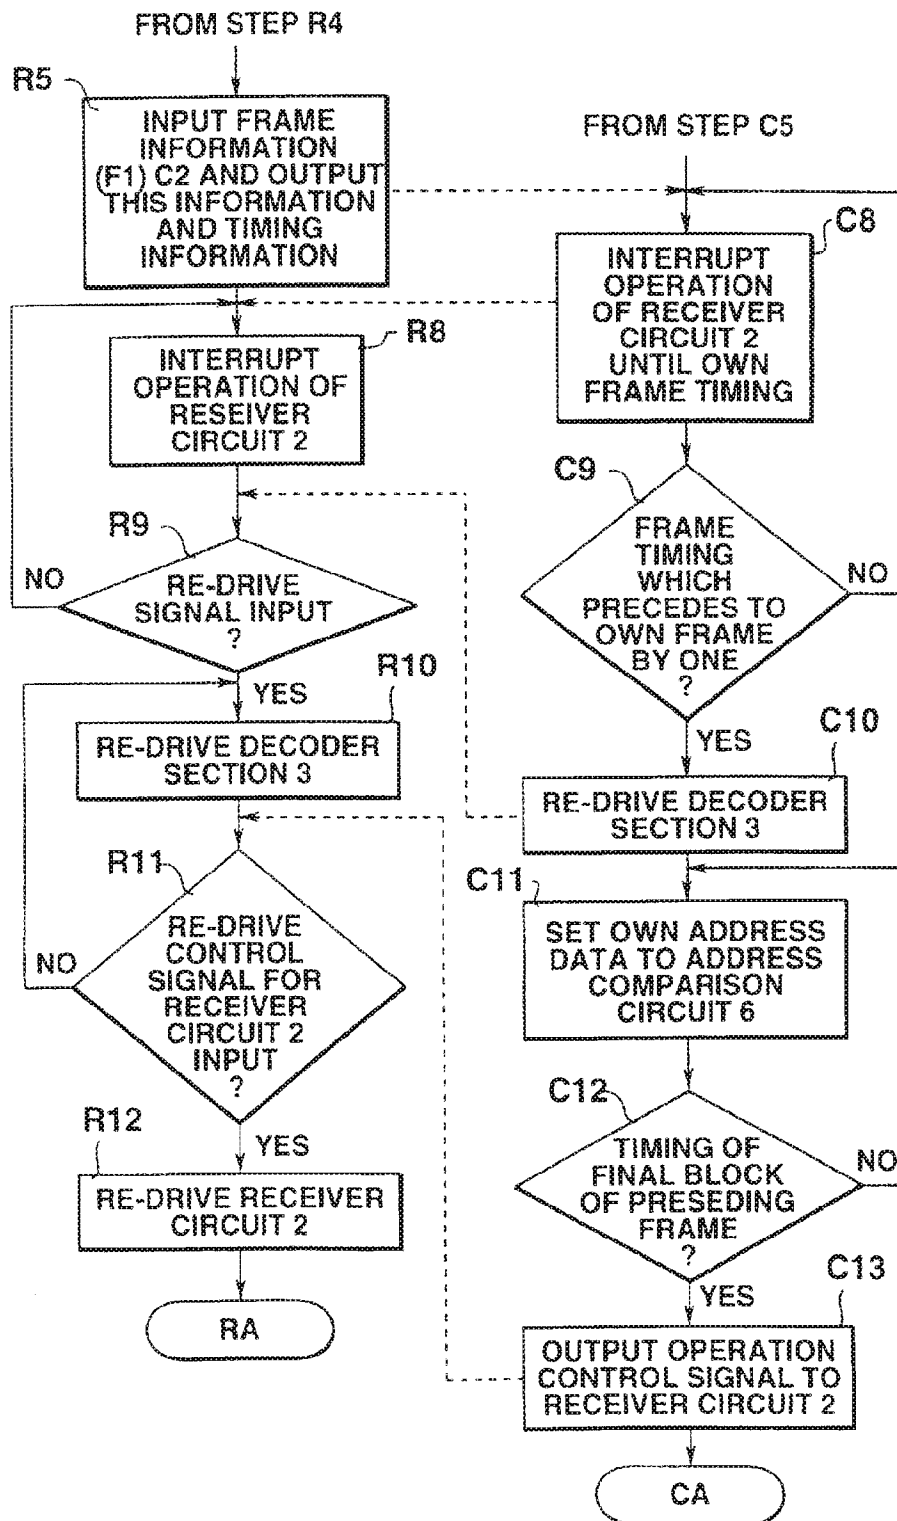 FROM STEP R4
R5
INPUT FRAME
INFORMATION
(F1) C2 AND OUTPUT
THIS INFORMATION
AND TIMING
INFORMATION
R8
INTERRUPT
OPERATION OF
RESEIVER
CIRCUIT 2
R9
NO
RE-DRIVE
SIGNAL INPUT
?
YES
R10
RE-DRIVE DECODER
SECTION 3
R11
NO
RE-DRIVE
CONTROL
SIGNAL FOR
RECEIVER
CIRCUIT 2
INPUT
?
YES
R12
RE-DRIVE RECEIVER
CIRCUIT 2
RA
FROM STEP C5
C8
INTERRUPT
OPERATION
OF RECEIVER
CIRCUIT 2
UNTIL OWN
FRAME TIMING
C9
FRAME
TIMING
WHICH
PRECEDES TO
OWN FRAME
BY ONE
?
NO
YES
C10
RE-DRIVE DECODER
SECTION 3
C11
SET OWN ADDRESS
DATA TO ADDRESS
COMPARISON
CIRCUIT 6
C12
TIMING OF
FINAL BLOCK
OF PRESEDING
FRAME
?
NO
YES
C13
OUTPUT OPERATION
CONTROL SIGNAL TO
RECEIVER CIRCUIT 2
CA